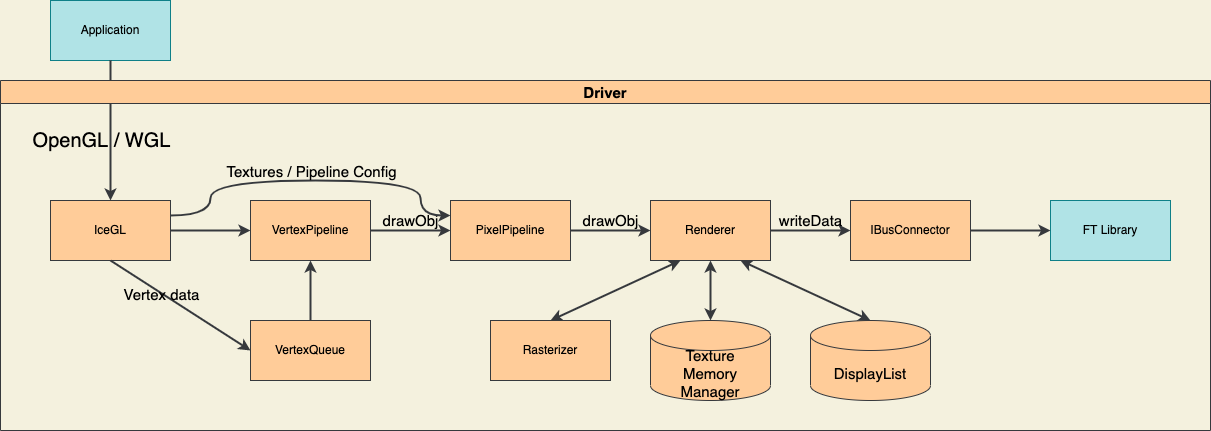 Application
Driver
OpenGL / WGL
Textures / Pipeline Config
IceGL
VertexPipeline
drawObj
PixelPipeline
drawObj
Renderer
writeData
IBusConnector
FT Library
Vertex data
VertexQueue
Rasterizer
Texture
Memory
Manager
DisplayList